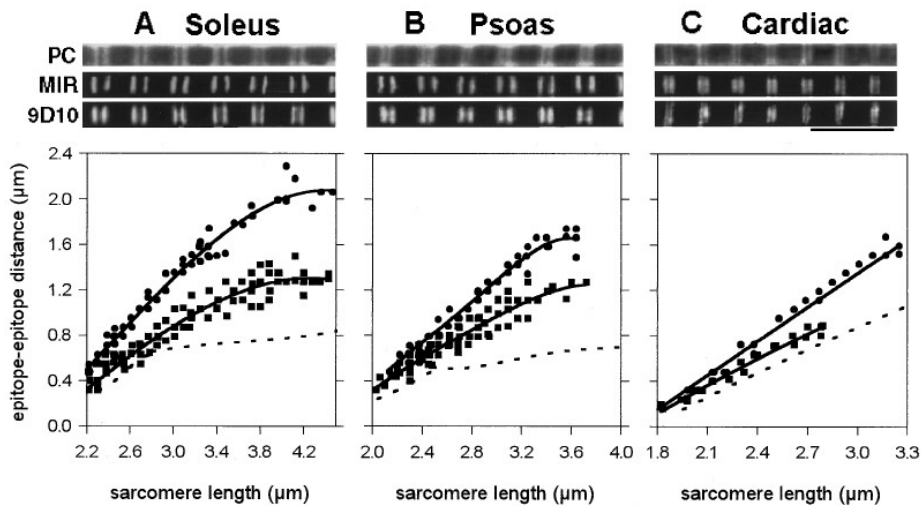 A Soleus
B Psoas
C Cardiac
PC
MIR
9D10
epitope-epitope distance (μm)
2.4
2.0
1.6
1.2
0.8
0.4
0.0
2.2 2.6 3.0 3.4 3.8 4.2
2.0 2.4 2.8 3.2 3.6 4.0
1.8 2.1 2.4 2.7 3.0 3.3
sarcomere length (μm)
sarcomere length (μm)
sarcomere length (μm)